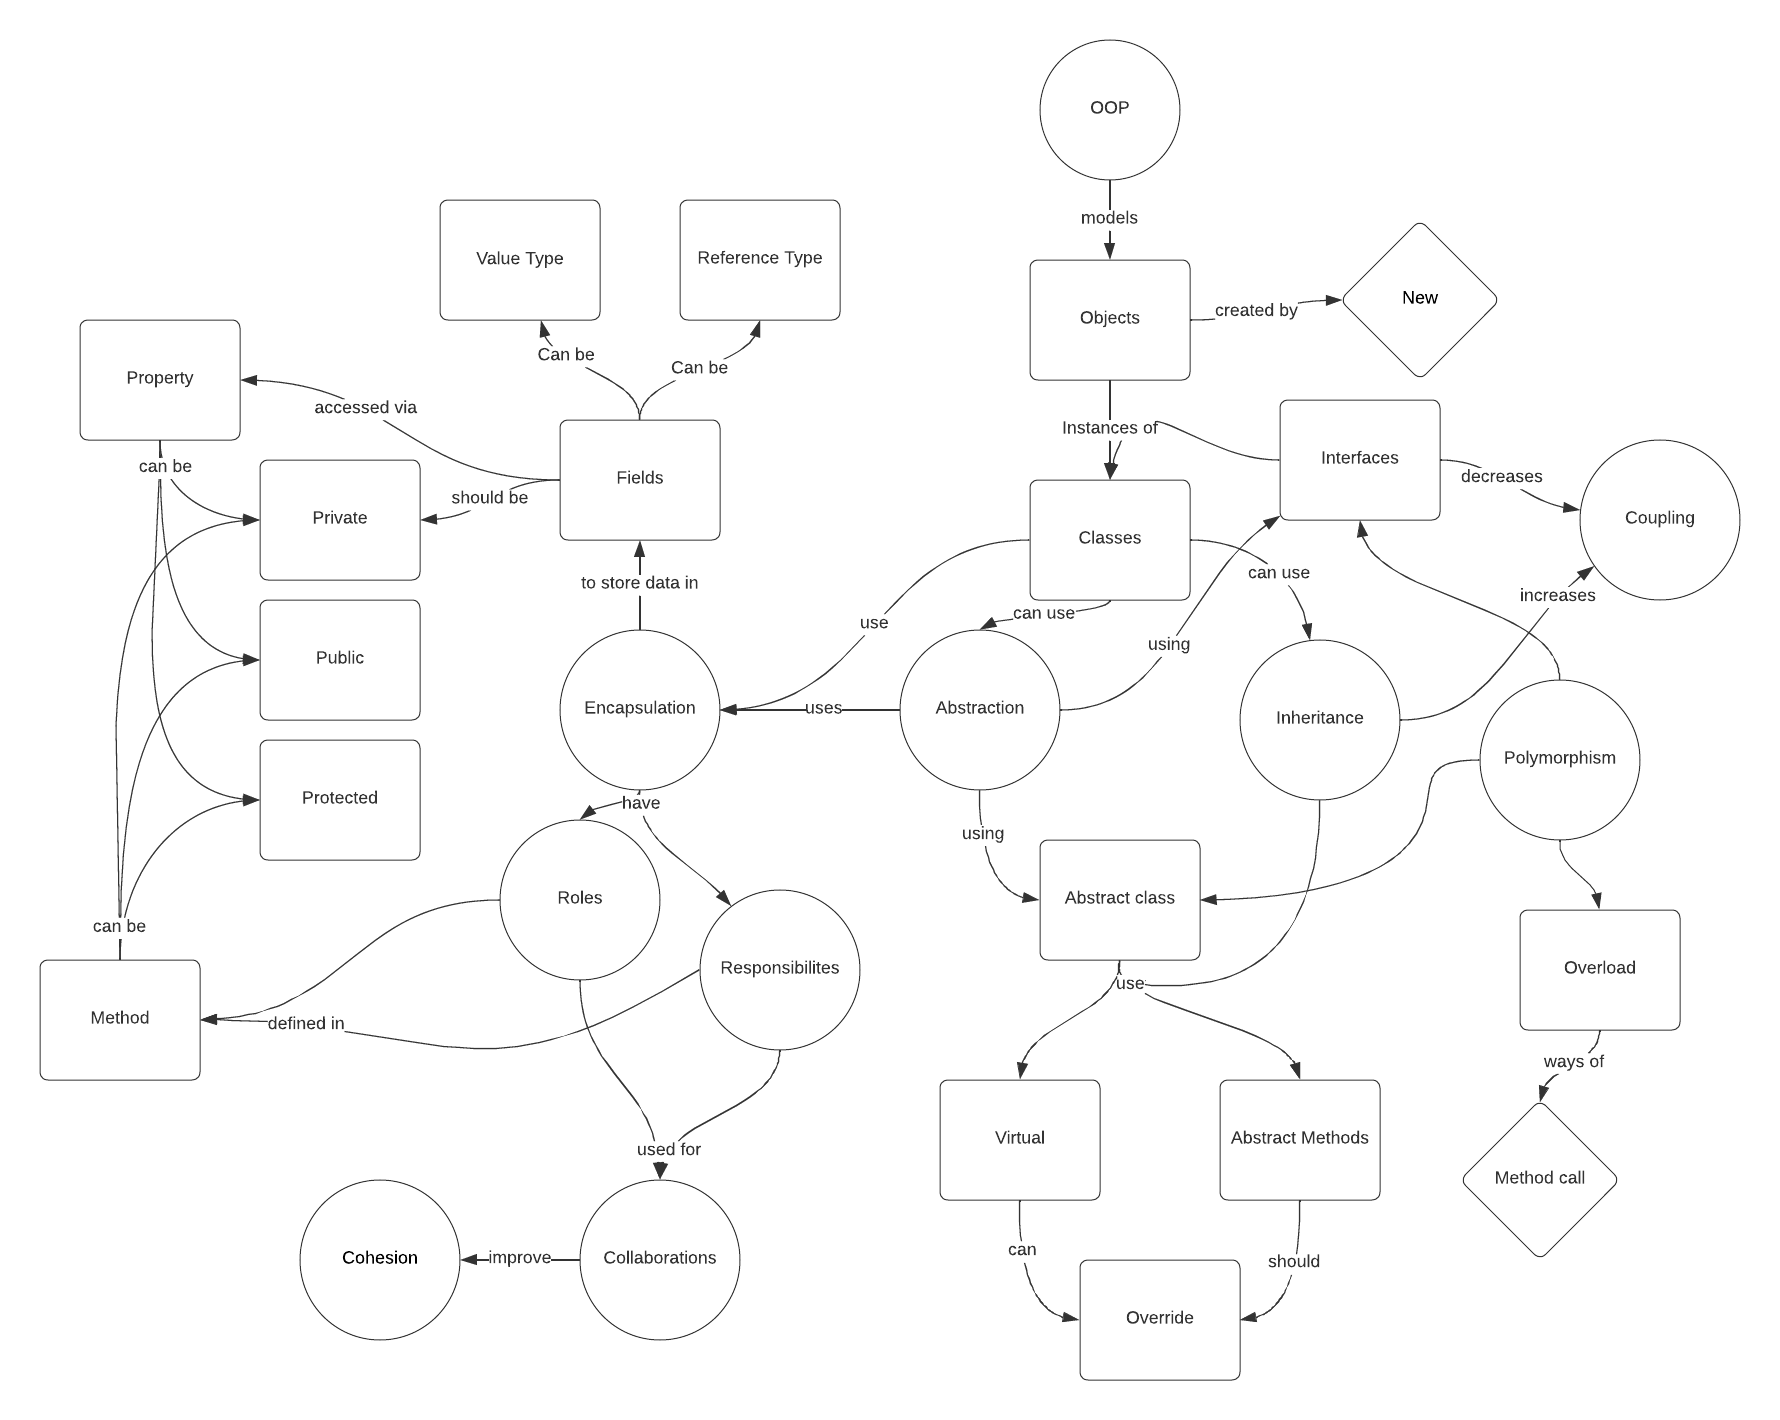 OOP
models
Value Type
Reference Type
Objects
created by
New
Can be
Can be
Property
accessed via
Instances of
Interfaces
decreases
Coupling
can be
Fields
should be
Private
Classes
can use
to store data in
can use
use
increases
using
Public
Encapsulation
uses
Abstraction
Inheritance
Polymorphism
Protected
have
using
Roles
Abstract class
can be
Responsibilites
use
Overload
Method
defined in
ways of
Virtual
Abstract Methods
used for
Method call
Cohesion
improve
Collaborations
can
should
Override